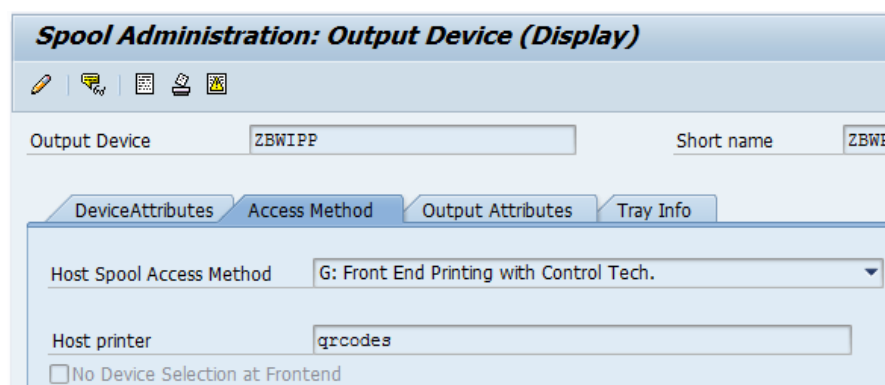 Spool Administration: Output Device (Display)
Output Device ZBWIPP Short name
DeviceAttributes Access Method Output Attributes Tray Info
Host Spool Access Method G: Front End Printing with Control Tech.
Host printer qrcodes
No Device Selection at Frontend